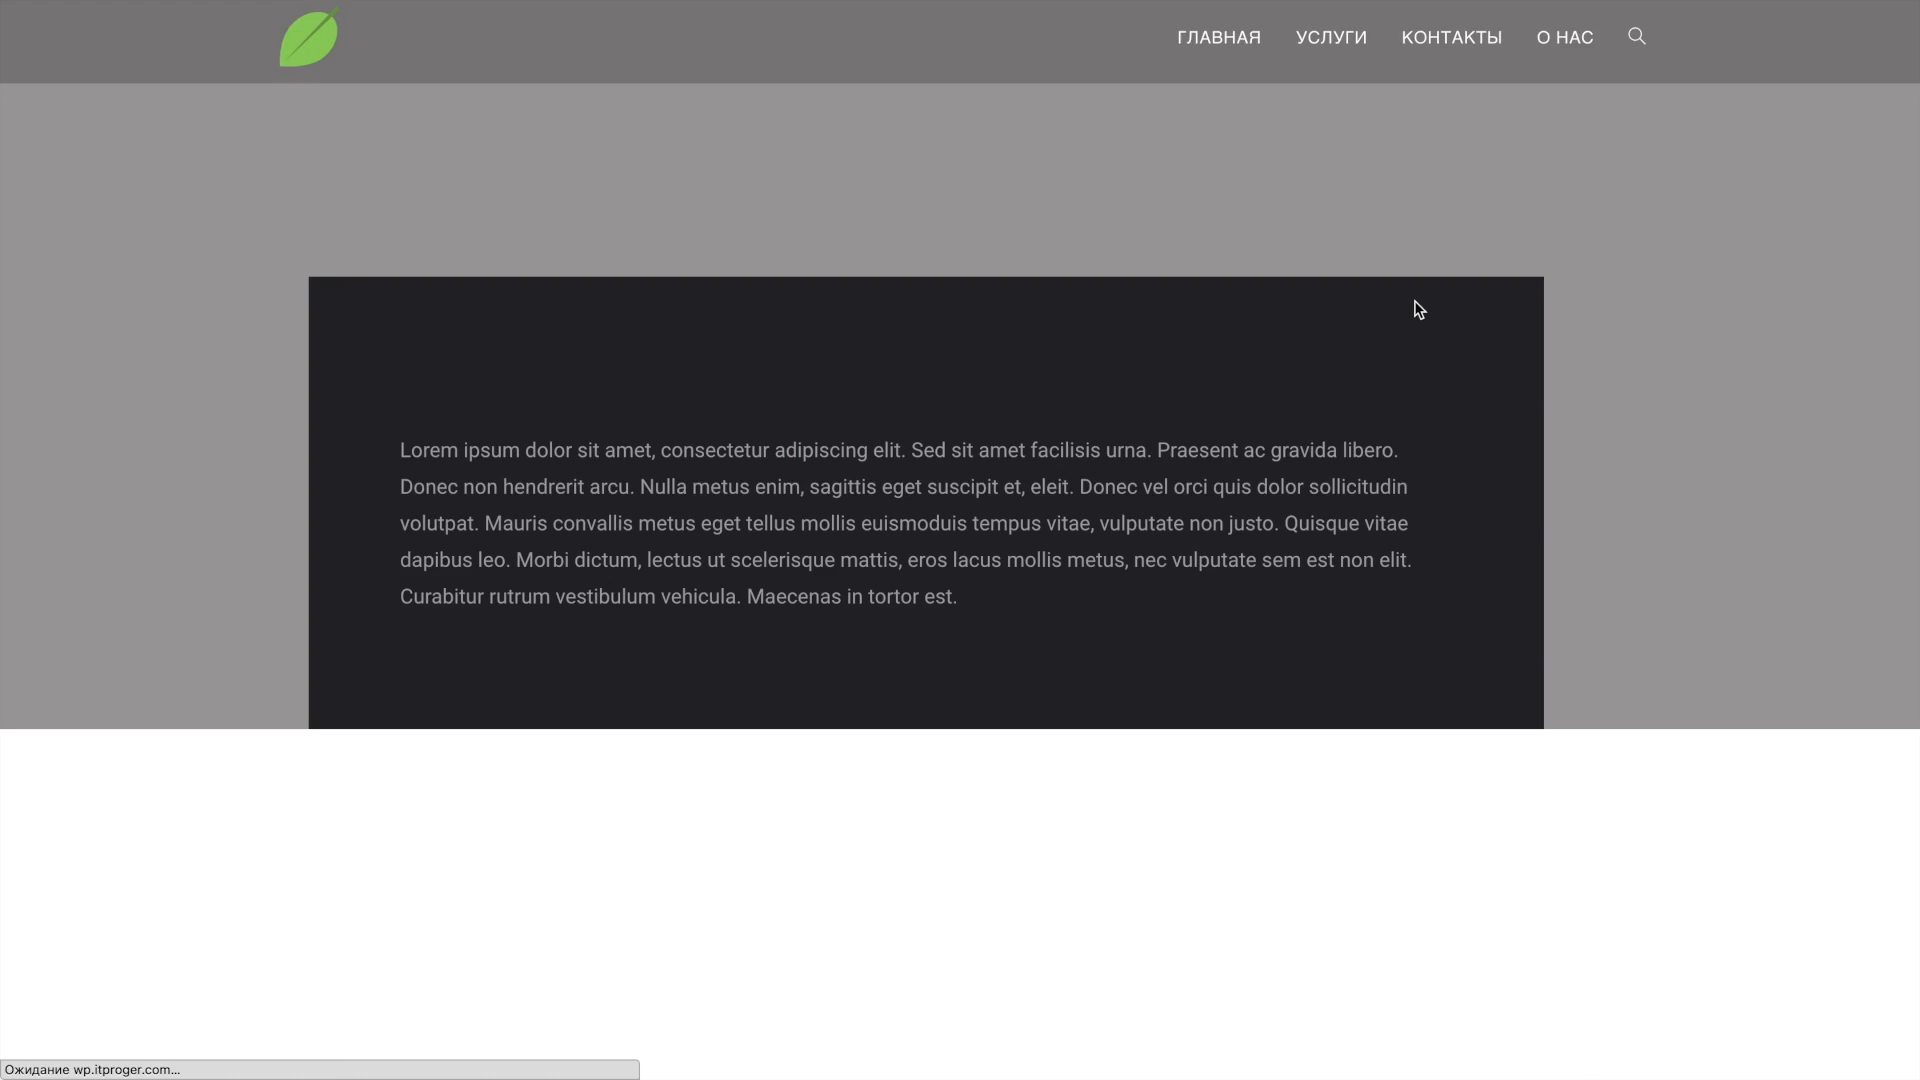 ГЛАВНАЯ УСЛУГИ КОНТАКТЫ О НАС
Lorem ipsum dolor sit amet, consectetur adipiscing elit. Sed sit amet facilisis urna. Praesent ac gravida libero.
Donec non hendrerit arcu. Nulla metus enim, sagittis eget suscipit et, eleit. Donec vel orci quis dolor sollicitudin
volutpat. Mauris convallis metus eget tellus mollis euismoduis tempus vitae, vulputate non justo. Quisque vitae
dapibus leo. Morbi dictum, lectus ut scelerisque mattis, eros lacus mollis metus, nec vulputate sem est non elit.
Curabitur rutrum vestibulum vehicula. Maecenas in tortor est.
Ожидание wp.itproger.com...